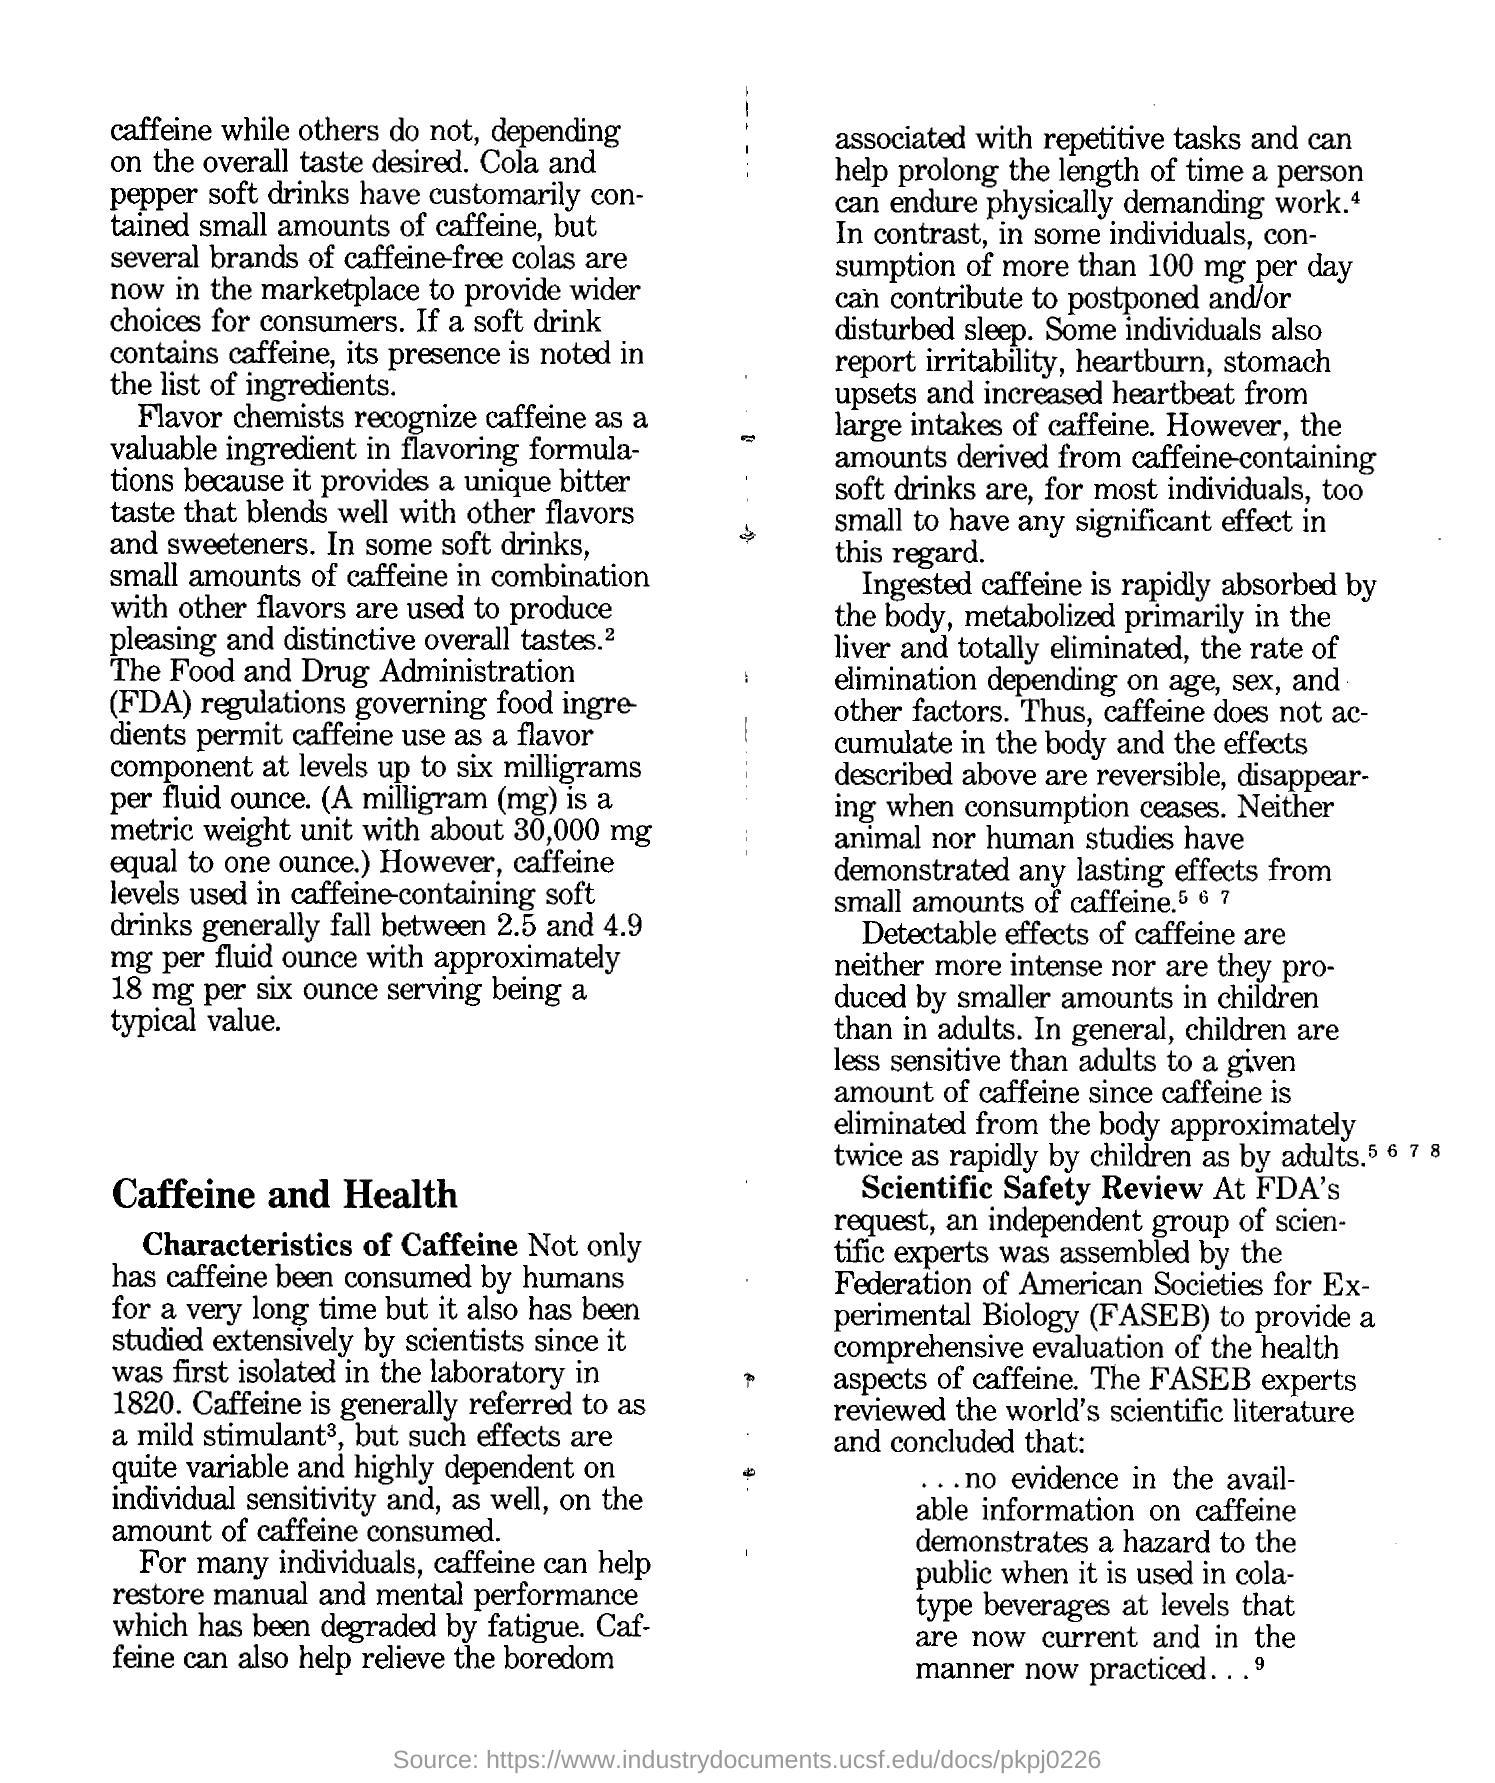 caffeine while others do not, depending
on the overall taste desired. Cola and
pepper soft drinks have customarily con-
tained small amounts of caffeine, but
several brands of caffeine-free colas are
now in the marketplace to provide wider
choices for consumers. If a soft drink
contains caffeine, its presence is noted in
the list of ingredients.
Flavor chemists recognize caffeine as a
valuable ingredient in flavoring formula-
tions because it provides a unique bitter
taste that blends well with other flavors
and sweeteners. In some soft drinks,
small amounts of caffeine in combination
with other flavors are used to produce
pleasing and distinctive overall tastes.²
The Food and Drug Administration
(FDA) regulations governing food ingre-
dients permit caffeine use as a flavor
component at levels up to six milligrams
per fluid ounce. (A milligram (mg) is a
metric weight unit with about 30,000 mg
equal to one ounce.) However, caffeine
levels used in caffeine-containing soft
drinks generally fall between 2.5 and 4.9
mg per fluid ounce with approximately
18 mg per six ounce serving being a
typical value.
Caffeine and Health
Characteristics of Caffeine Not only
has caffeine been consumed by humans
for a very long time but it also has been
studied extensively by scientists since it
was first isolated in the laboratory in
1820. Caffeine is generally referred to as
a mild stimulant³, but such effects are
quite variable and highly dependent on
individual sensitivity and, as well, on the
amount of caffeine consumed.
For many individuals, caffeine can help
restore manual and mental performance
which has been degraded by fatigue. Caf-
feine can also help relieve the boredom
associated with repetitive tasks and can
help prolong the length of time a person
can endure physically demanding work.⁴
In contrast, in some individuals, con-
sumption of more than 100 mg per day
can contribute to postponed and/or
disturbed sleep. Some individuals also
report irritability, heartburn, stomach
upsets and increased heartbeat from
large intakes of caffeine. However, the
amounts derived from caffeine-containing
soft drinks are, for most individuals, too
small to have any significant effect in
this regard.
Ingested caffeine is rapidly absorbed by
the body, metabolized primarily in the
liver and totally eliminated, the rate of
elimination depending on age, sex, and
other factors. Thus, caffeine does not ac-
cumulate in the body and the effects
described above are reversible, disappear-
ing when consumption ceases. Neither
animal nor human studies have
demonstrated any lasting effects from
small amounts of caffeine.⁵ ⁶ ⁷
Detectable effects of caffeine are
neither more intense nor are they pro-
duced by smaller amounts in children
than in adults. In general, children are
less sensitive than adults to a given
amount of caffeine since caffeine is
eliminated from the body approximately
twice as rapidly by children as by adults.⁵ ⁶ ⁷ ⁸
Scientific Safety Review At FDA's
request, an independent group of scien-
tific experts was assembled by the
Federation of American Societies for Ex-
perimental Biology (FASEB) to provide a
comprehensive evaluation of the health
aspects of caffeine. The FASEB experts
reviewed the world's scientific literature
and concluded that:
...no evidence in the avail-
able information on caffeine
demonstrates a hazard to the
public when it is used in cola-
type beverages at levels that
are now current and in the
manner now practiced...⁹
Source: https://www.industrydocuments.ucsf.edu/docs/pkpj0226